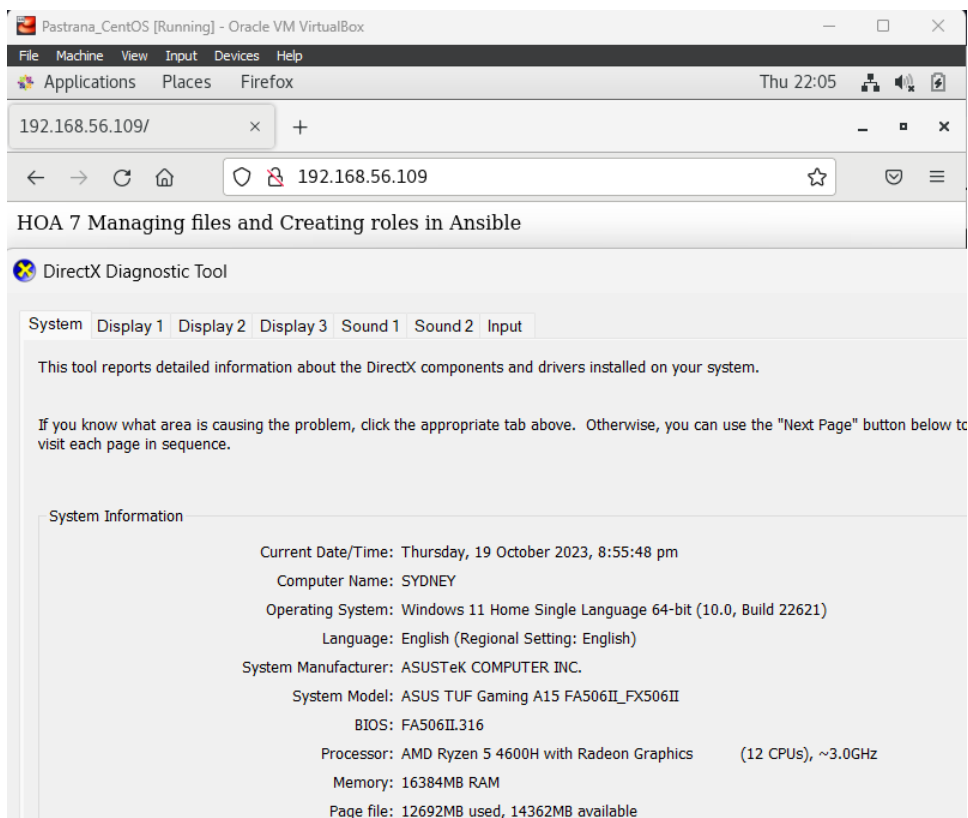 Pastrana_CentOS [Running] - Oracle VM VirtualBox
File Machine View Input Devices Help
Applications Places Firefox Thu 22:05
192.168.56.109/
192.168.56.109
HOA 7 Managing files and Creating roles in Ansible
DirectX Diagnostic Tool
System Display 1 Display 2 Display 3 Sound 1 Sound 2 Input
This tool reports detailed information about the DirectX components and drivers installed on your system.
If you know what area is causing the problem, click the appropriate tab above. Otherwise, you can use the "Next Page" button below to
visit each page in sequence.
System Information
Current Date/Time: Thursday, 19 October 2023, 8:55:48 pm
Computer Name: SYDNEY
Operating System: Windows 11 Home Single Language 64-bit (10.0, Build 22621)
Language: English (Regional Setting: English)
System Manufacturer: ASUSTeK COMPUTER INC.
System Model: ASUS TUF Gaming A15 FA506II_FX506II
BIOS: FA506II.316
Processor: AMD Ryzen 5 4600H with Radeon Graphics (12 CPUs), ~3.0GHz
Memory: 16384MB RAM
Page file: 12692MB used, 14362MB available